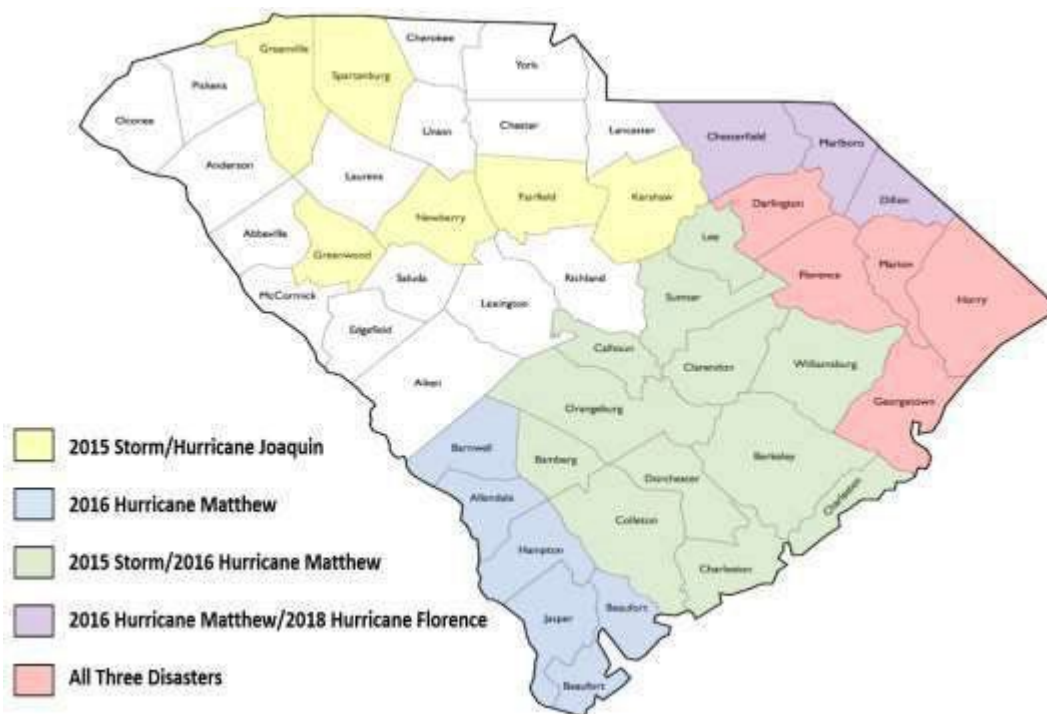 Cherokee
Greenville
Spartanburg
York
Pickens
Oconee
Union
Chester
Lancaster
Chesterfield
Marlboro
Anderson
Laurens
Dillon
Fairfield
Kershaw
Darlington
Newberry
Abbeville
Lee
Greenwood
Marion
Florence
Saluda
Richland
McCormick
Horry
Lexington
Sumter
Edgefield
Calhoun
Williamsburg
Clarendon
Aiken
Georgetown
Orangeburg
2015 Storm/Hurricane Joaquin
Barnwell
Bamberg
Berkeley
Dorchester
Charleston
Allendale
2016 Hurricane Matthew
Colleton
Hampton
2015 Storm/2016 Hurricane Matthew
Charleston
Beaufort
Jasper
2016 Hurricane Matthew/2018 Hurricane Florence
All Three Disasters
Beaufort